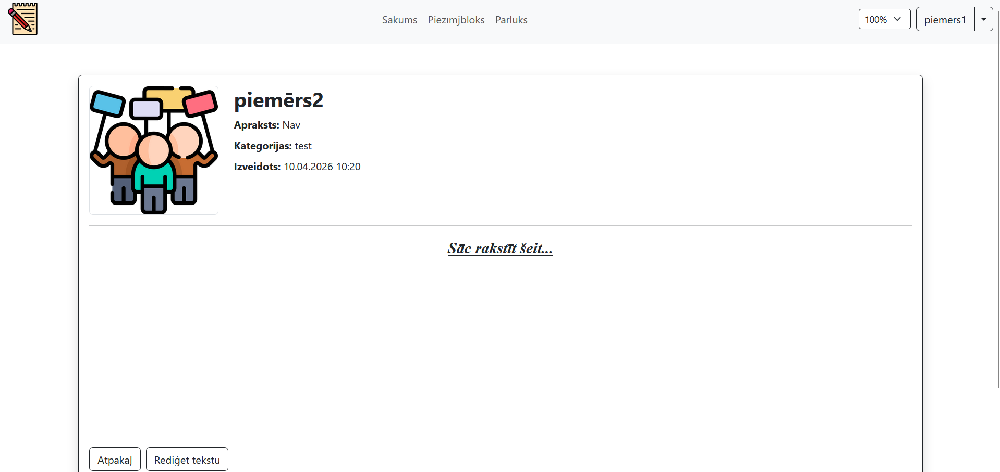 Sākums Piezīmjbloks Pārlūks
100% piemērs1
piemērs2
Apraksts: Nav
Kategorijas: test
Izveidots: 10.04.2026 10:20
Sāc rakstīt šeit...
Atpakaļ Rediģēt tekstu